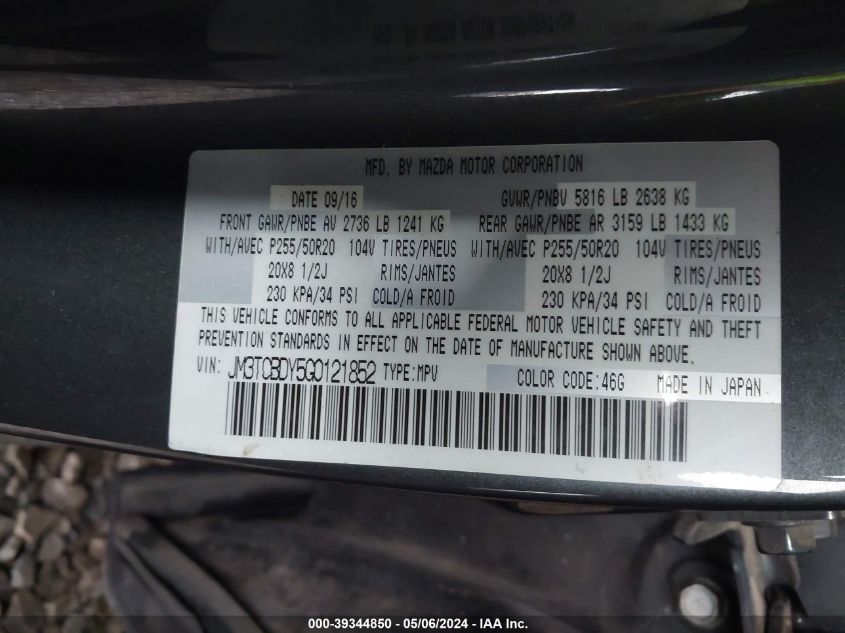 MFD. BY MAZDA MOTOR CORPORATION
DATE 09/16 GVWR/PNBV 5816 LB 2638 KG
FRONT GAWR/PNBE AV 2736 LB 1241 KG REAR GAWR/PNBE AR 3159 LB 1433 KG
WITH/AVEC P255/50R20 104V TIRES/PNEUS WITH/AVEC P255/50R20 104V TIRES/PNEUS
20X8 1/2J RIMS/JANTES 20X8 1/2J RIMS/JANTES
230 KPA/34 PSI COLD/A FROID 230 KPA/34 PSI COLD/A FROID
THIS VEHICLE CONFORMS TO ALL APPLICABLE FEDERAL MOTOR VEHICLE SAFETY AND THEFT
PREVENTION STANDARDS IN EFFECT ON THE DATE OF MANUFACTURE SHOWN ABOVE.
VIN: JM3TCBDY5G0121852 TYPE:MPV COLOR CODE:46G MADE IN JAPAN
000-39344850 - 05/06/2024 - IAA Inc.